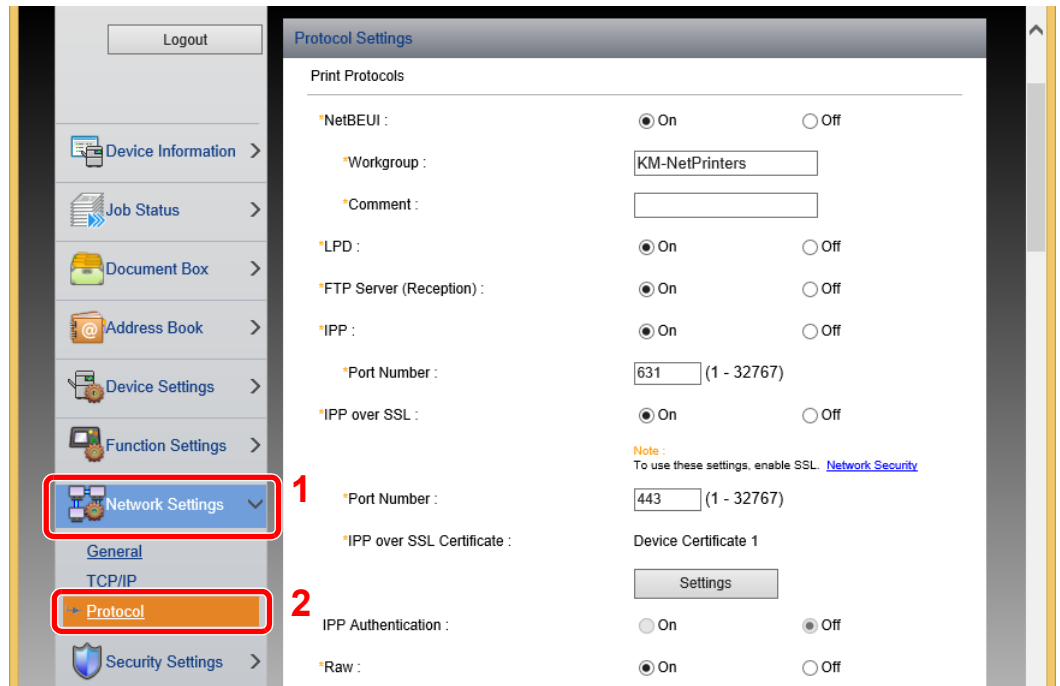 Logout
Protocol Settings
Print Protocols
*NetBEUI : On Off
*Workgroup : KM-NetPrinters
*Comment :
*LPD : On Off
*FTP Server (Reception) : On Off
*IPP : On Off
*Port Number : 631 (1 - 32767)
*IPP over SSL : On Off
Note :
To use these settings, enable SSL. Network Security
*Port Number : 443 (1 - 32767)
*IPP over SSL Certificate : Device Certificate 1
Settings
IPP Authentication : On Off
*Raw : On Off
Device Information
Job Status
Document Box
Address Book
Device Settings
Function Settings
Network Settings 1
General
TCP/IP
Protocol 2
Security Settings